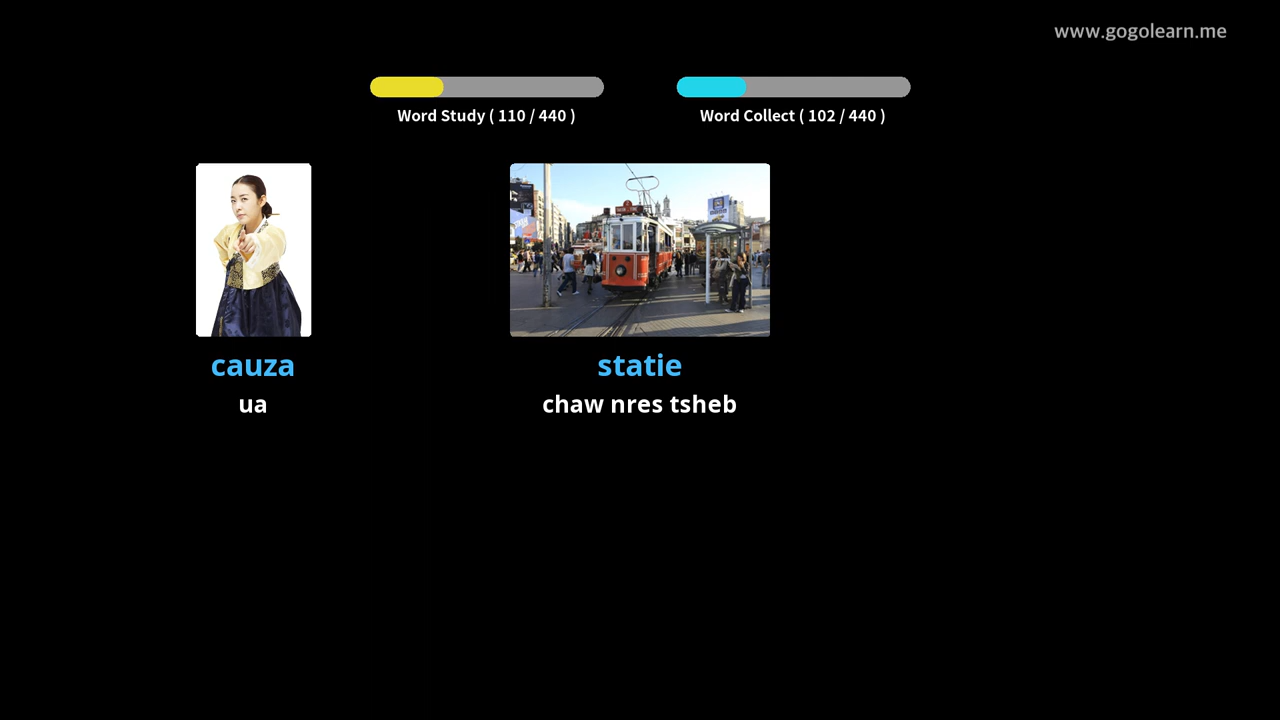 www.gogolearn.me
Word Study ( 110 / 440 )
Word Collect ( 102 / 440 )
cauza
ua
statie
chaw nres tsheb